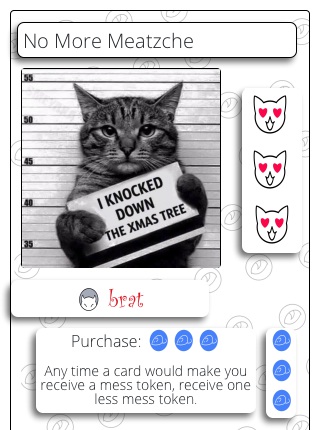 No More Meatzche
55
50
45
40
35
I KNOCKED
DOWN
THE XMAS TREE
brat
Purchase:
Any time a card would make you
receive a mess token, receive one
less mess token.